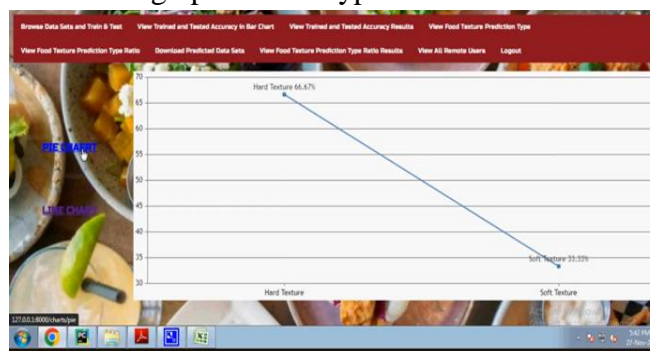 Browse Data Sets and Train & Test View Trained and Tested Accuracy in Bar Chart View Trained and Tested Accuracy Results View Food Texture Prediction Type
View Food Texture Prediction Type Ratio Download Predicted Data Sets View Food Texture Prediction Type Ratio Results View All Remote Users Logout
70
Hard Texture 66.67%
65
60
PIE CHART
55
50
45
LINE CHART
40
35
Soft Texture 33.33%
30
Hard Texture Soft Texture
127.0.0.1:8000/charts/pie
5:42 PM